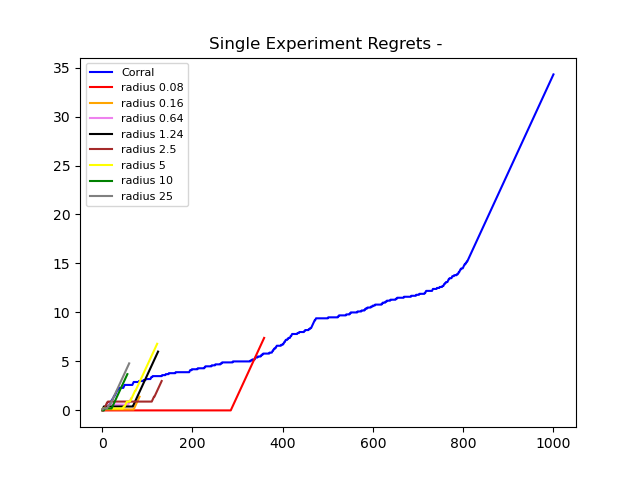 Single Experiment Regrets -
35
30
25
20
15
10
5
0
Corral
radius 0.08
radius 0.16
radius 0.64
radius 1.24
radius 2.5
radius 5
radius 10
radius 25
0 200 400 600 800 1000